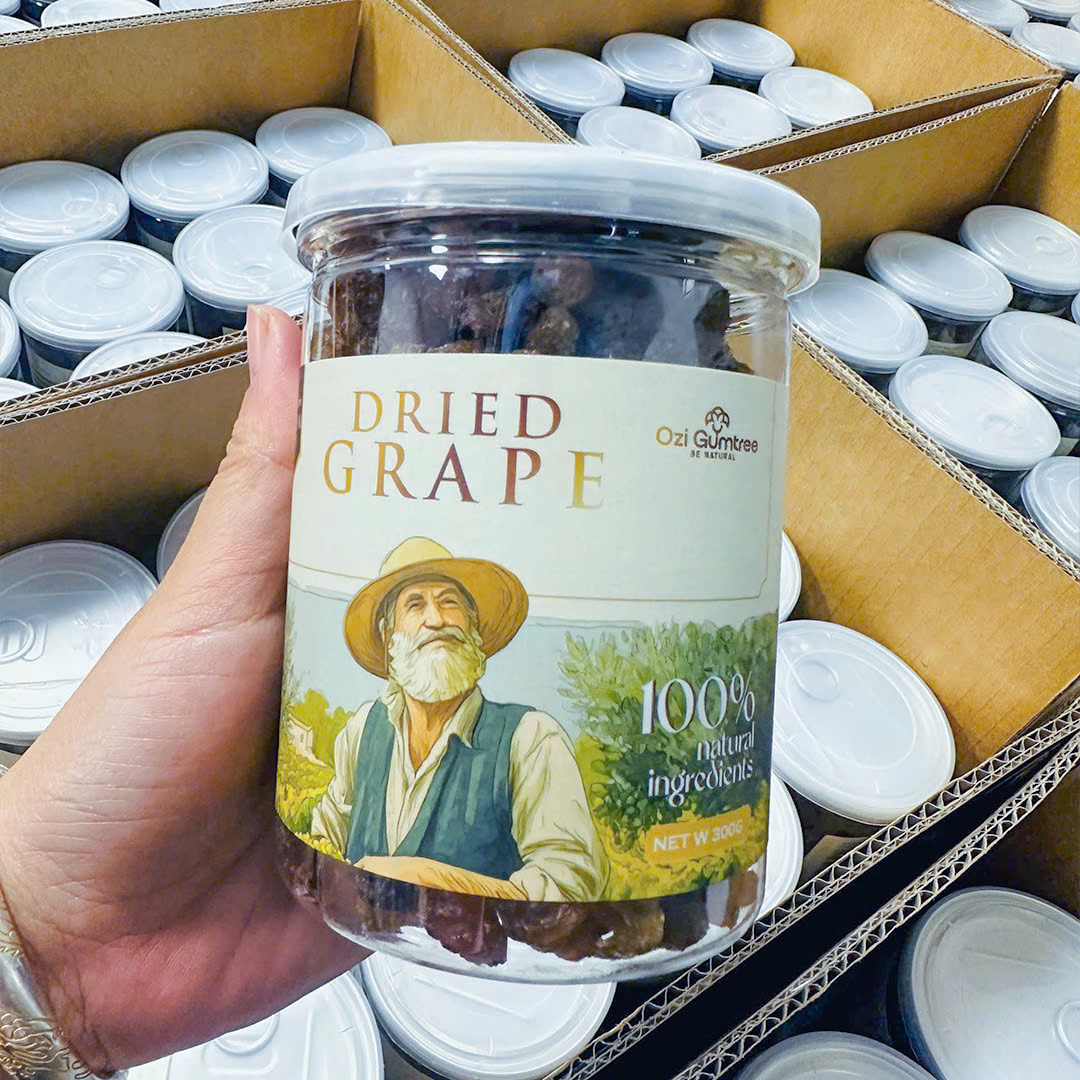 DRIED
GRAPE
Ozi Gumtree
BE NATURAL
100%
natural
ingredients
NET W 300G